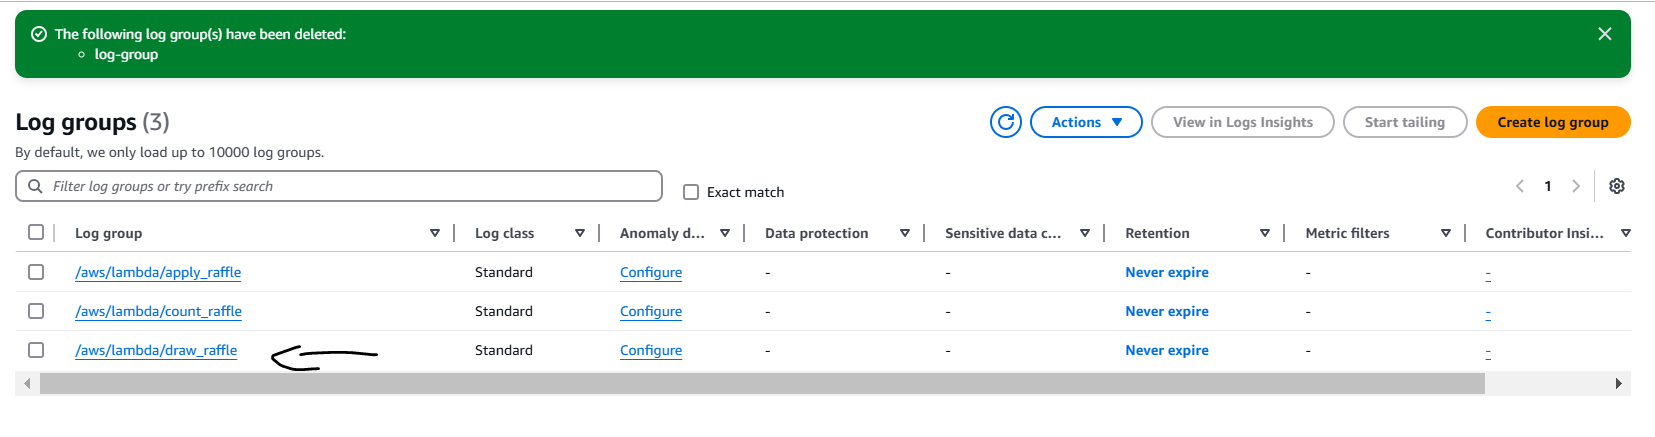 The following log group(s) have been deleted:
log-group
Log groups (3)
Actions
View in Logs Insights
Start tailing
Create log group
By default, we only load up to 10000 log groups.
Filter log groups or try prefix search
Exact match
1
Log group Log class Anomaly d... Data protection Sensitive data c... Retention Metric filters Contributor Insi...
/aws/lambda/apply_raffle Standard Configure - - Never expire - -
/aws/lambda/count_raffle Standard Configure - - Never expire - -
/aws/lambda/draw_raffle Standard Configure - - Never expire - -